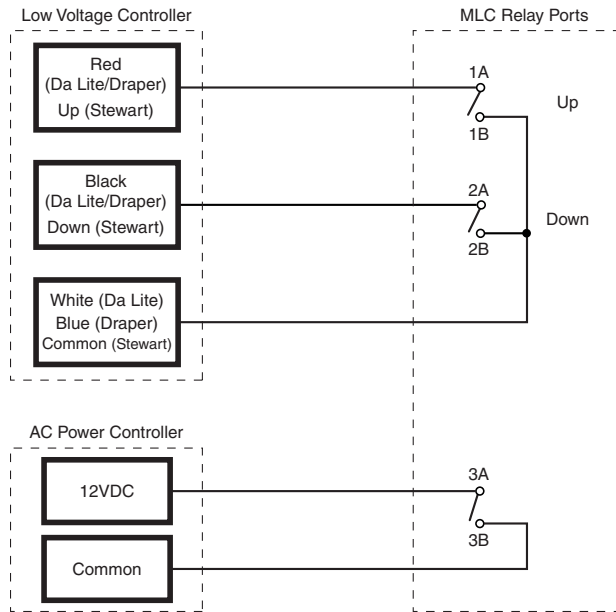 Low Voltage Controller
MLC Relay Ports
Red
(Da Lite/Draper)
Up (Stewart)
1A
Up
1B
Black
(Da Lite/Draper)
Down (Stewart)
2A
Down
2B
White (Da Lite)
Blue (Draper)
Common (Stewart)
AC Power Controller
12VDC
3A
3B
Common